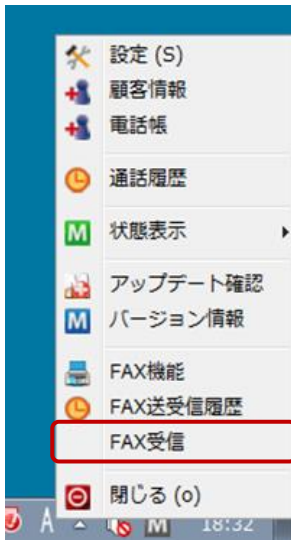 設定 (S)
顧客情報
電話帳
通話履歴
M 状態表示
アップデート確認
M バージョン情報
FAX機能
FAX送受信履歴
FAX受信
閉じる (o)
A M 18:32